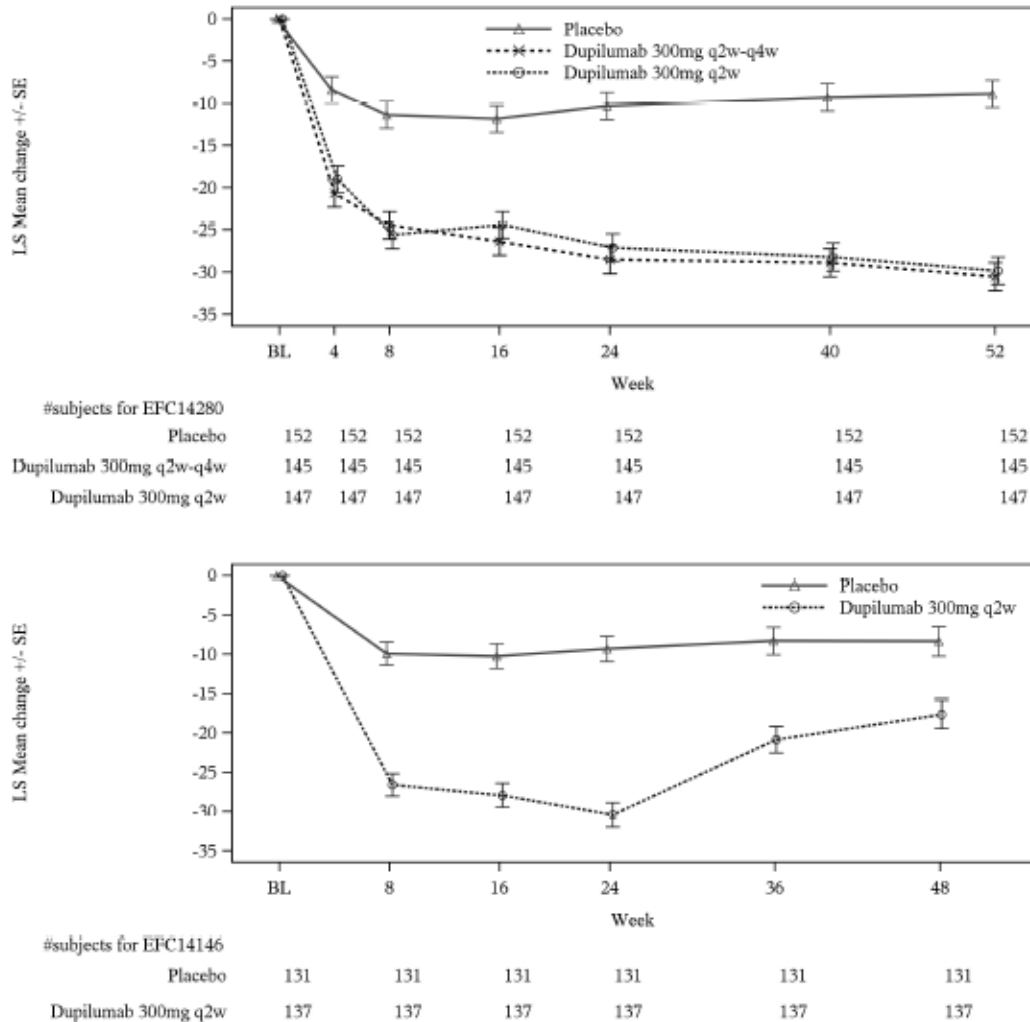 LS Mean change +/- SE
0
-5
-10
-15
-20
-25
-30
-35
Placebo
Dupilumab 300mg q2w-q4w
Dupilumab 300mg q2w
BL 4 8 16 24 40 52
Week
#subjects for EFC14280
Placebo 152 152 152 152 152 152 152
Dupilumab 300mg q2w-q4w 145 145 145 145 145 145 145
Dupilumab 300mg q2w 147 147 147 147 147 147 147
LS Mean change +/- SE
0
-5
-10
-15
-20
-25
-30
-35
Placebo
Dupilumab 300mg q2w
BL 8 16 24 36 48
Week
#subjects for EFC14146
Placebo 131 131 131 131 131 131
Dupilumab 300mg q2w 137 137 137 137 137 137